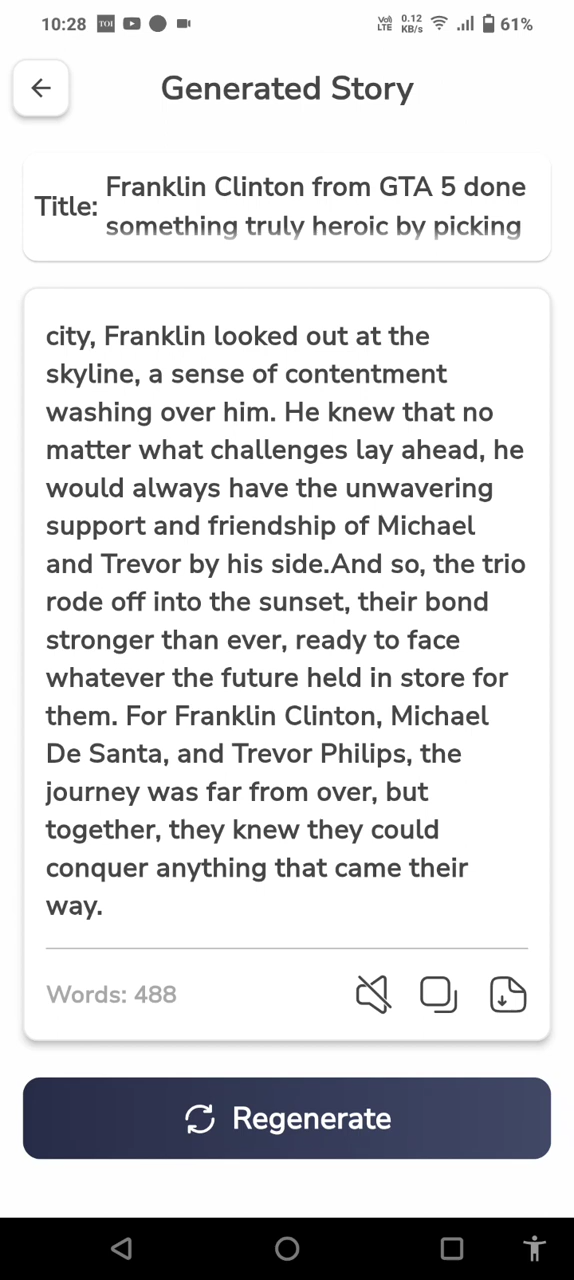 10:28 TOI Vo) LTE 0.12 KB/s 61%
Generated Story
Title: Franklin Clinton from GTA 5 done
something truly heroic by picking
city, Franklin looked out at the
skyline, a sense of contentment
washing over him. He knew that no
matter what challenges lay ahead, he
would always have the unwavering
support and friendship of Michael
and Trevor by his side.And so, the trio
rode off into the sunset, their bond
stronger than ever, ready to face
whatever the future held in store for
them. For Franklin Clinton, Michael
De Santa, and Trevor Philips, the
journey was far from over, but
together, they knew they could
conquer anything that came their
way.
Words: 488
Regenerate